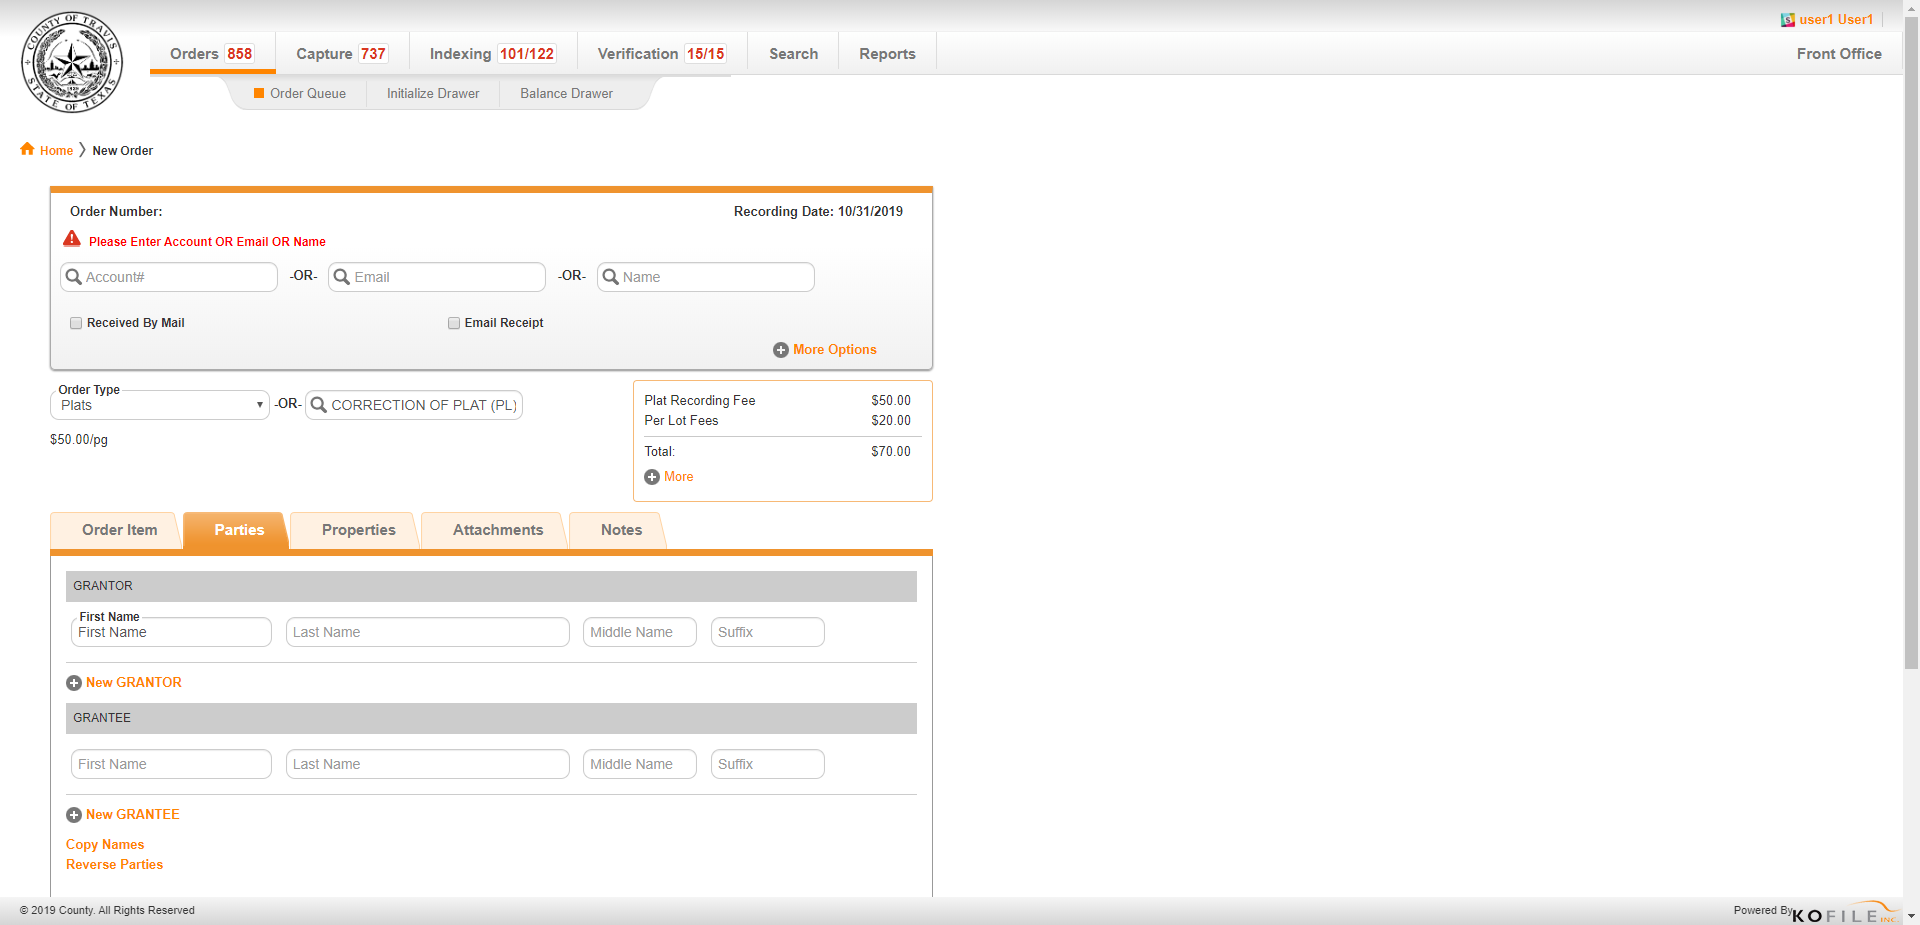 COUNTY OF TRAVIS
STATE OF TEXAS
user1 User1
Orders 858
Capture 737
Indexing 101/122
Verification 15/15
Search
Reports
Front Office
Order Queue
Initialize Drawer
Balance Drawer
Home
New Order
Order Number:
Recording Date: 10/31/2019
Please Enter Account OR Email OR Name
Account#
-OR-
Email
-OR-
Name
Received By Mail
Email Receipt
More Options
Order Type
Plats
-OR-
CORRECTION OF PLAT (PL)
$50.00/pg
Plat Recording Fee $50.00
Per Lot Fees $20.00
Total: $70.00
More
Order Item
Parties
Properties
Attachments
Notes
GRANTOR
First Name
First Name
Last Name
Middle Name
Suffix
New GRANTOR
GRANTEE
First Name
Last Name
Middle Name
Suffix
New GRANTEE
Copy Names
Reverse Parties
© 2019 County. All Rights Reserved
Powered By
KOFILE INC.